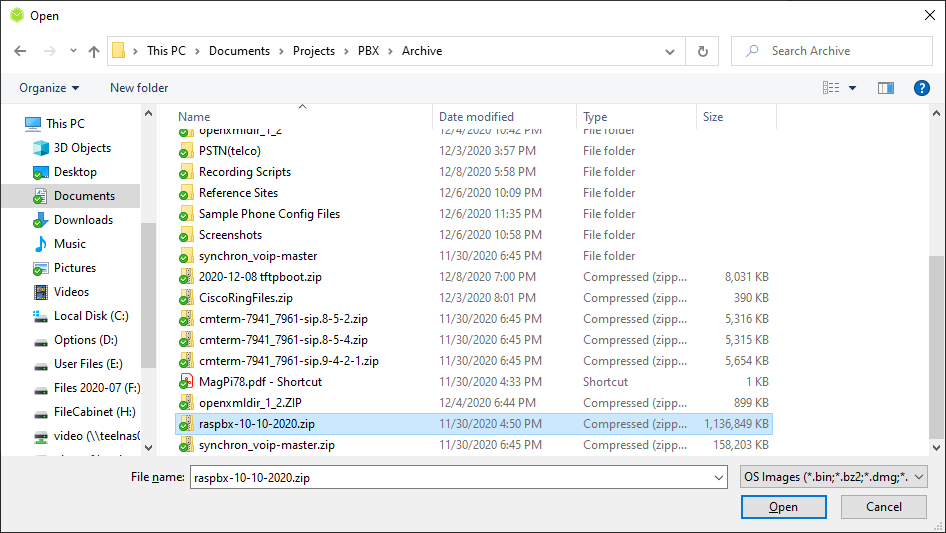 Open
This PC > Documents > Projects > PBX > Archive
Search Archive
Organize New folder
?
This PC
3D Objects
Desktop
Documents
Downloads
Music
Pictures
Videos
Local Disk (C:)
Options (D:)
User Files (E:)
Files 2020-07 (F:)
FileCabinet (H:)
video (\\teelnas0
Name Date modified Type Size
openxmldir_1_2 12/4/2020 10:42 PM File folder
PSTN(telco) 12/3/2020 3:57 PM File folder
Recording Scripts 12/8/2020 5:58 PM File folder
Reference Sites 12/6/2020 10:09 PM File folder
Sample Phone Config Files 12/6/2020 11:35 PM File folder
Screenshots 12/6/2020 10:58 PM File folder
synchron_voip-master 11/30/2020 6:45 PM File folder
2020-12-08 tftpboot.zip 12/8/2020 7:00 PM Compressed (zipp... 8,031 KB
CiscoRingFiles.zip 12/3/2020 8:01 PM Compressed (zipp... 390 KB
cmterm-7941_7961-sip.8-5-2.zip 11/30/2020 6:45 PM Compressed (zipp... 5,316 KB
cmterm-7941_7961-sip.8-5-4.zip 11/30/2020 6:45 PM Compressed (zipp... 5,315 KB
cmterm-7941_7961-sip.9-4-2-1.zip 11/30/2020 6:45 PM Compressed (zipp... 5,654 KB
MagPi78.pdf - Shortcut 11/30/2020 4:33 PM Shortcut 1 KB
openxmldir_1_2.ZIP 12/4/2020 6:44 PM Compressed (zipp... 899 KB
raspbx-10-10-2020.zip 11/30/2020 4:50 PM Compressed (zipp... 1,136,849 KB
synchron_voip-master.zip 11/30/2020 6:45 PM Compressed (zipp... 158,203 KB
File name: raspbx-10-10-2020.zip OS Images (*.bin;*.bz2;*.dmg;*.
Open Cancel